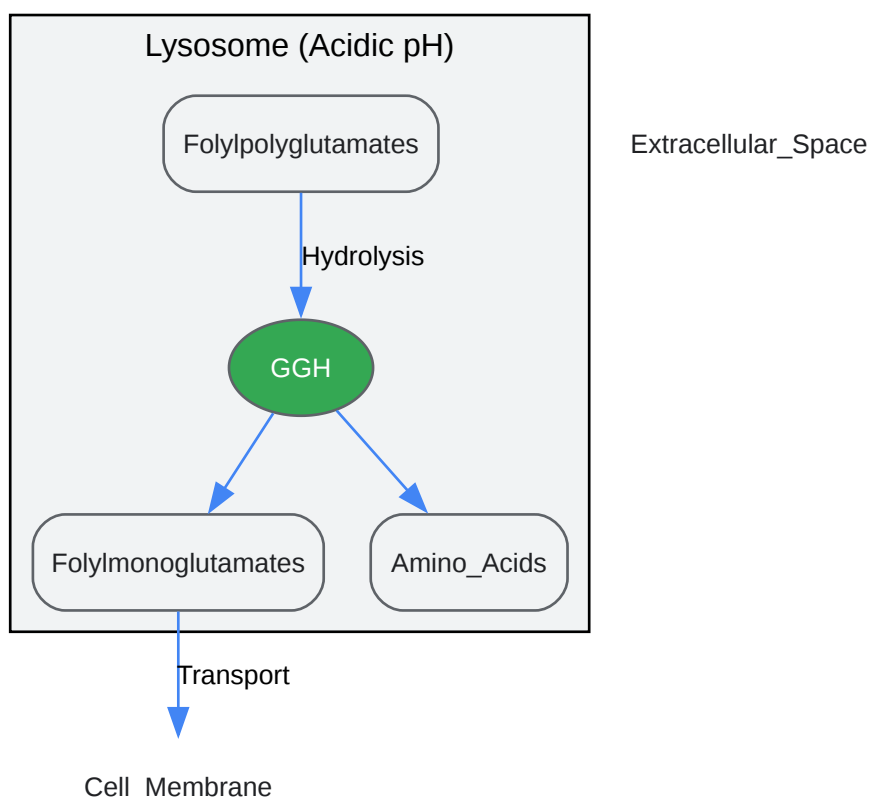 Lysosome (Acidic pH)
Folylpolyglutamates
Extracellular_Space
Hydrolysis
GGH
Folylmonoglutamates
Amino_Acids
Transport
Cell_Membrane